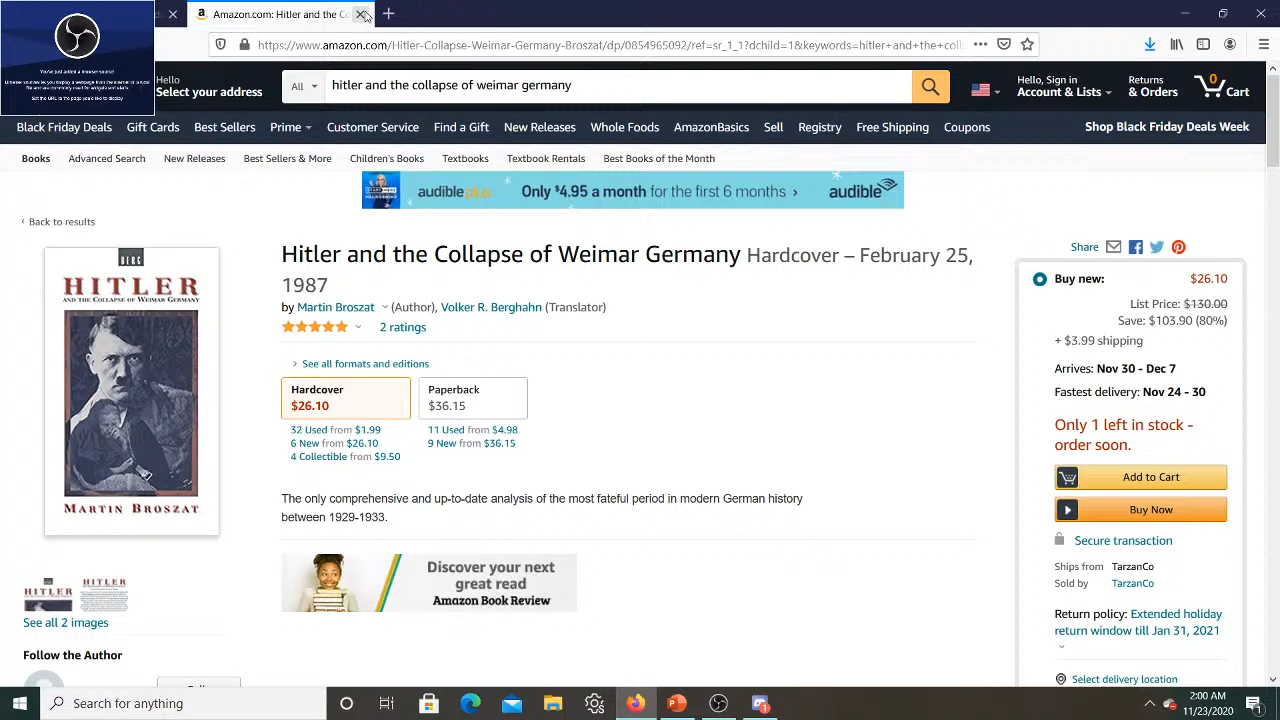 You've just added a browser source!
Amazon.com: Hitler and the Co
https://www.amazon.com/Hitler-Collapse-Weimar-Germany-Broszat/dp/0854965092/ref=sr_1_1?dchild=1&keywords=hitler+and+the+coll
Hello
Select your address
All
hitler and the collapse of weimar germany
Hello, Sign in
Account & Lists
Returns
& Orders
0
Cart
Black Friday Deals
Gift Cards
Best Sellers
Prime
Customer Service
Find a Gift
New Releases
Whole Foods
AmazonBasics
Sell
Registry
Free Shipping
Coupons
Shop Black Friday Deals Week
Books
Advanced Search
New Releases
Best Sellers & More
Children's Books
Textbooks
Textbook Rentals
Best Books of the Month
audible plus
Only $4.95 a month for the first 6 months ›
audible
‹ Back to results
BERG
HITLER
AND THE COLLAPSE OF WEIMAR GERMANY
MARTIN BROSZAT
See all 2 images
Follow the Author
Hitler and the Collapse of Weimar Germany Hardcover – February 25,
1987
by Martin Broszat (Author), Volker R. Berghahn (Translator)
2 ratings
› See all formats and editions
Hardcover
$26.10
32 Used from $1.99
6 New from $26.10
4 Collectible from $9.50
Paperback
$36.15
11 Used from $4.98
9 New from $36.15
The only comprehensive and up-to-date analysis of the most fateful period in modern German history
between 1929-1933.
Discover your next
great read
Amazon Book Review
Share
Buy new:
$26.10
List Price: $130.00
Save: $103.90 (80%)
+ $3.99 shipping
Arrives: Nov 30 - Dec 7
Fastest delivery: Nov 24 - 30
Only 1 left in stock -
order soon.
Add to Cart
Buy Now
Secure transaction
Ships from TarzanCo
Sold by TarzanCo
Return policy: Extended holiday
return window till Jan 31, 2021
Select delivery location
Search for anything
2:00 AM
11/23/2020